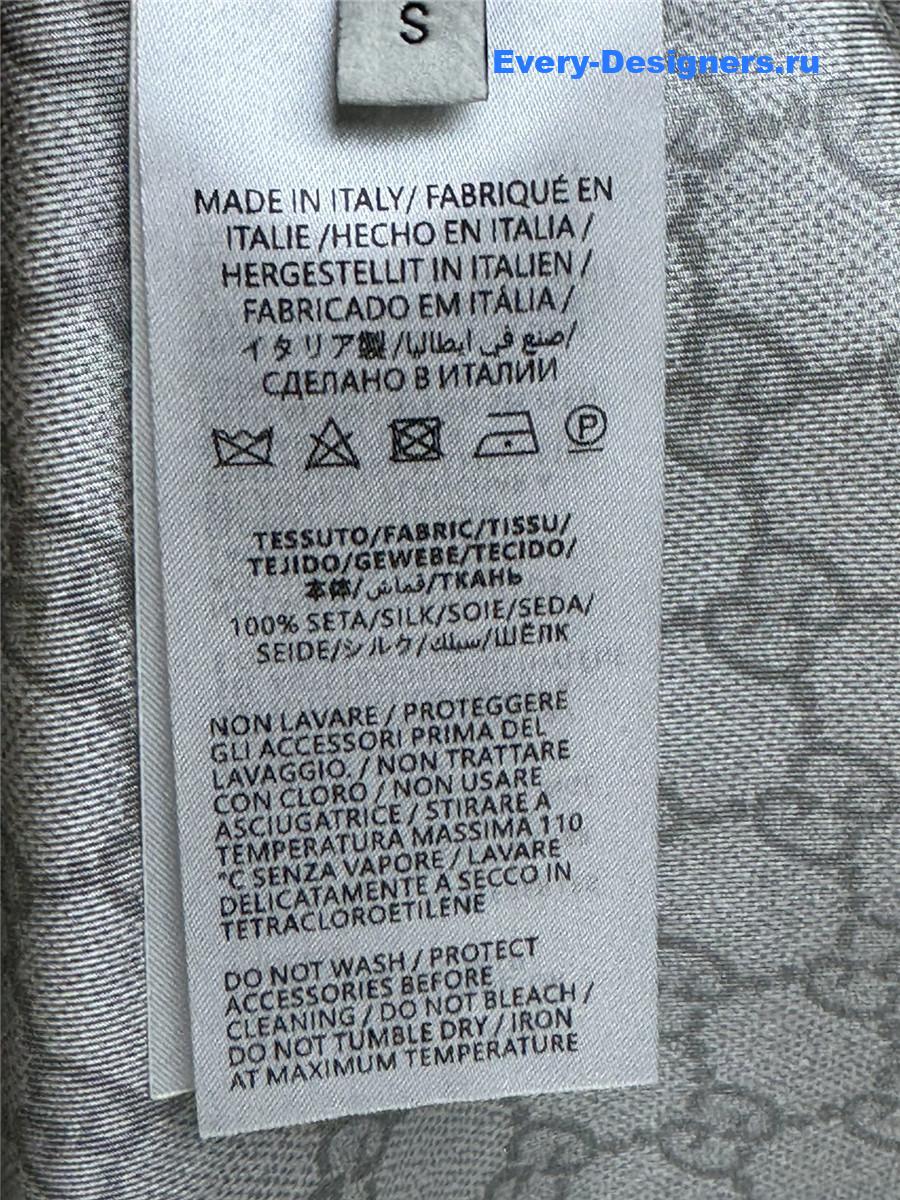 S
Every-Designers.ru
MADE IN ITALY/ FABRIQUÉ EN
ITALIE /HECHO EN ITALIA /
HERGESTELLIT IN ITALIEN /
FABRICADO EM ITÁLIA /
イタリア製 /صنع في ايطاليا/
СДЕЛАНО В ИТАЛИИ
P
TESSUTO/FABRIC/TISSU/
TEJIDO/GEWEBE/TECIDO/
本体/قماش/ТКАНЬ
100% SETA/SILK/SOIE/SEDA/
SEIDE/シルク/سيلك/ШЁЛК
NON LAVARE / PROTEGGERE
GLI ACCESSORI PRIMA DEL
LAVAGGIO. / NON TRATTARE
CON CLORO / NON USARE
ASCIUGATRICE / STIRARE A
TEMPERATURA MASSIMA 110
°C SENZA VAPORE / LAVARE
DELICATAMENTE A SECCO IN
TETRACLOROETILENE
DO NOT WASH / PROTECT
ACCESSORIES BEFORE
CLEANING / DO NOT BLEACH /
DO NOT TUMBLE DRY / IRON
AT MAXIMUM TEMPERATURE